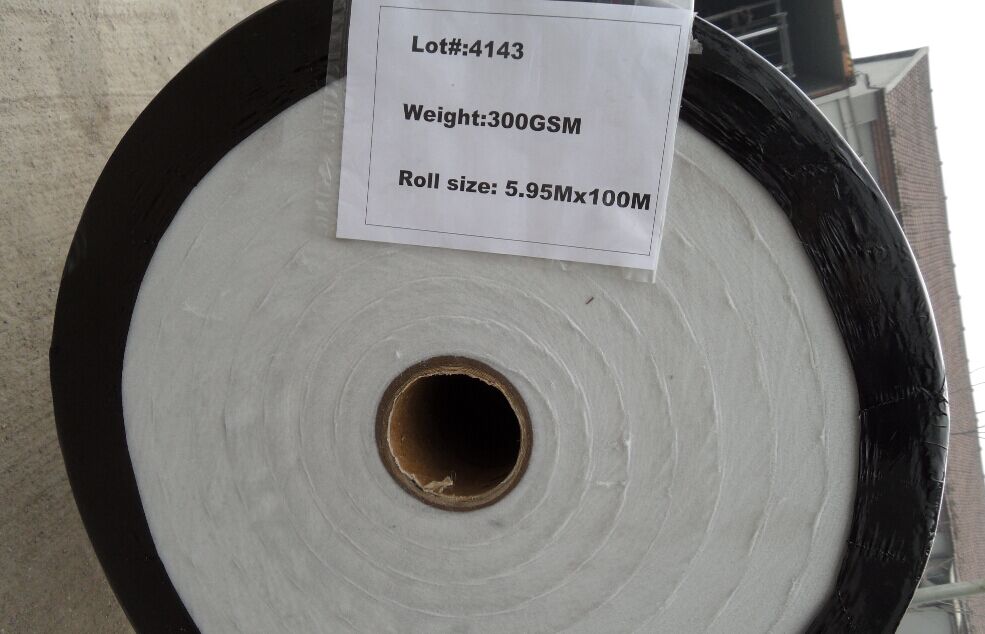 Lot#:4143
Weight:300GSM
Roll size: 5.95Mx100M